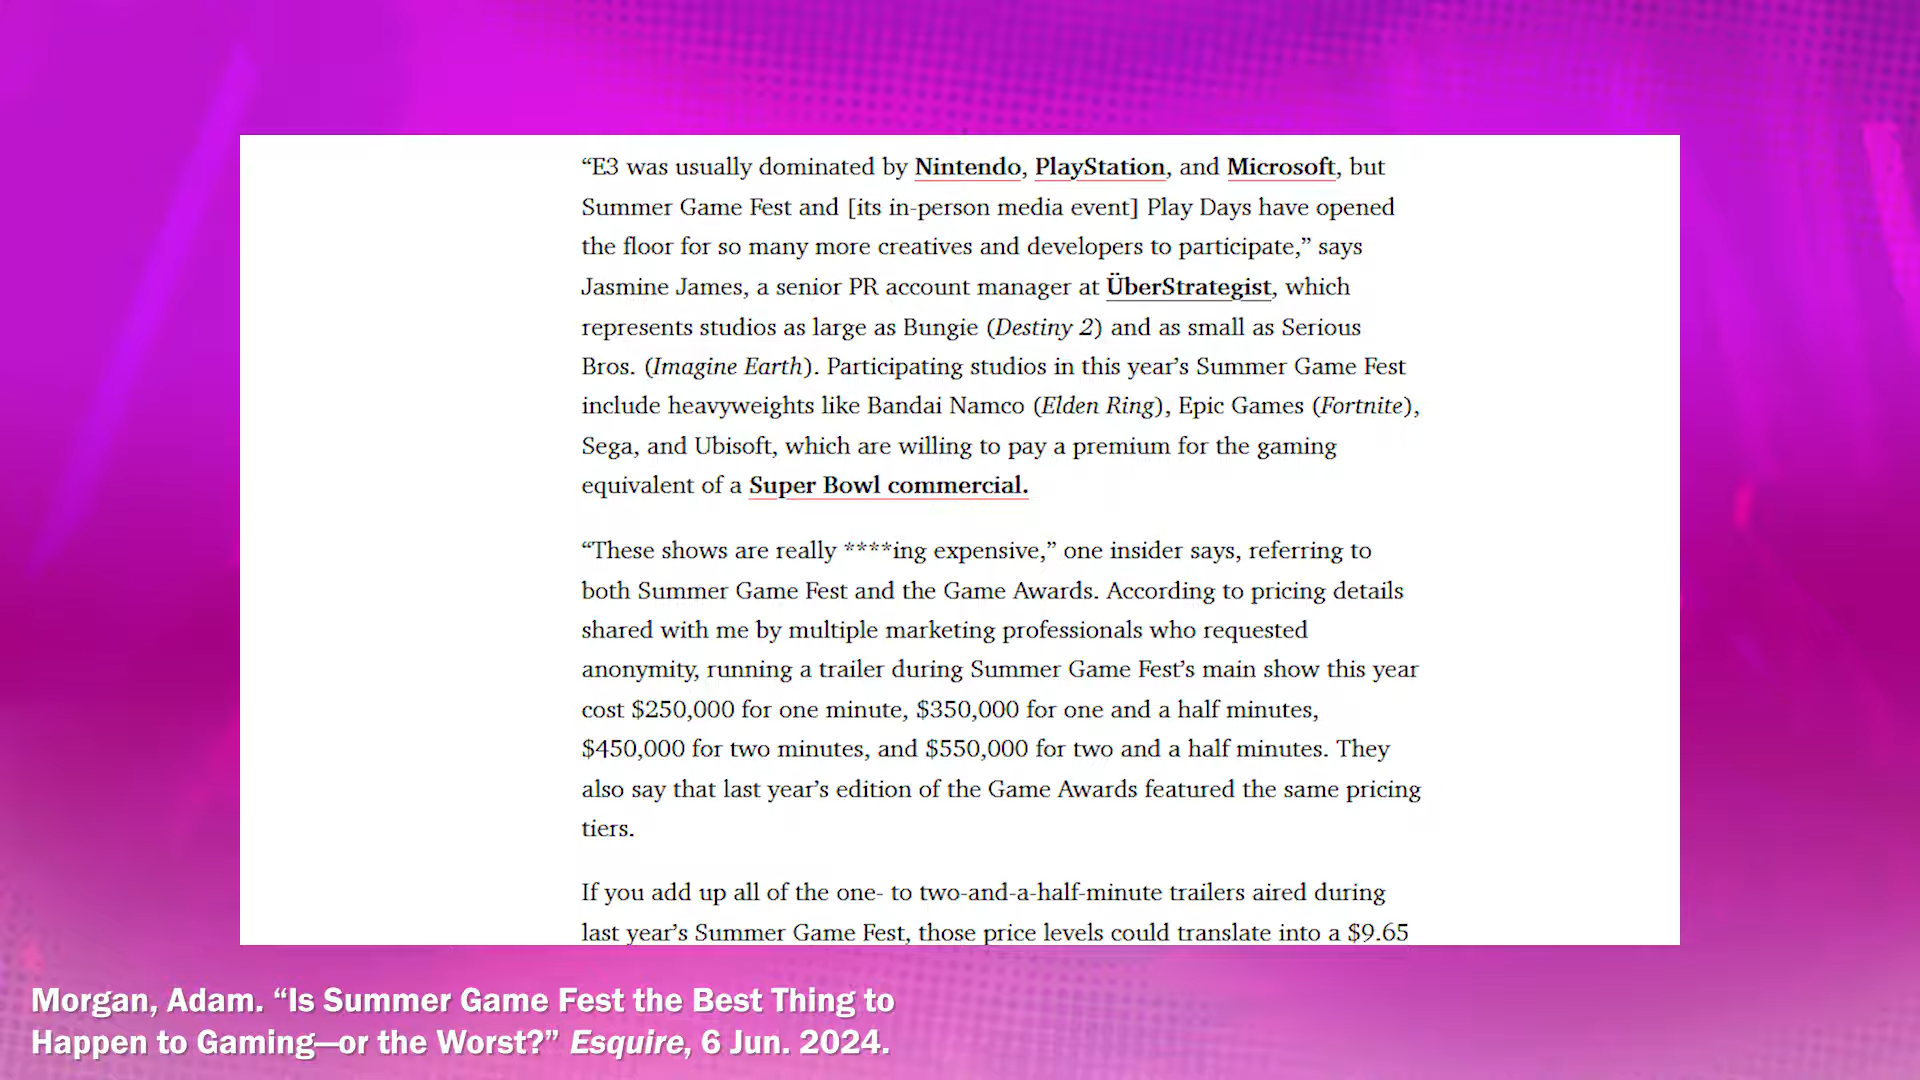 “E3 was usually dominated by Nintendo, PlayStation, and Microsoft, but
Summer Game Fest and [its in-person media event] Play Days have opened
the floor for so many more creatives and developers to participate,” says
Jasmine James, a senior PR account manager at ÜberStrategist, which
represents studios as large as Bungie (Destiny 2) and as small as Serious
Bros. (Imagine Earth). Participating studios in this year’s Summer Game Fest
include heavyweights like Bandai Namco (Elden Ring), Epic Games (Fortnite),
Sega, and Ubisoft, which are willing to pay a premium for the gaming
equivalent of a Super Bowl commercial.
“These shows are really ****ing expensive,” one insider says, referring to
both Summer Game Fest and the Game Awards. According to pricing details
shared with me by multiple marketing professionals who requested
anonymity, running a trailer during Summer Game Fest’s main show this year
cost $250,000 for one minute, $350,000 for one and a half minutes,
$450,000 for two minutes, and $550,000 for two and a half minutes. They
also say that last year’s edition of the Game Awards featured the same pricing
tiers.
If you add up all of the one- to two-and-a-half-minute trailers aired during
last year’s Summer Game Fest, those price levels could translate into a $9.65
Morgan, Adam. “Is Summer Game Fest the Best Thing to
Happen to Gaming—or the Worst?” Esquire, 6 Jun. 2024.